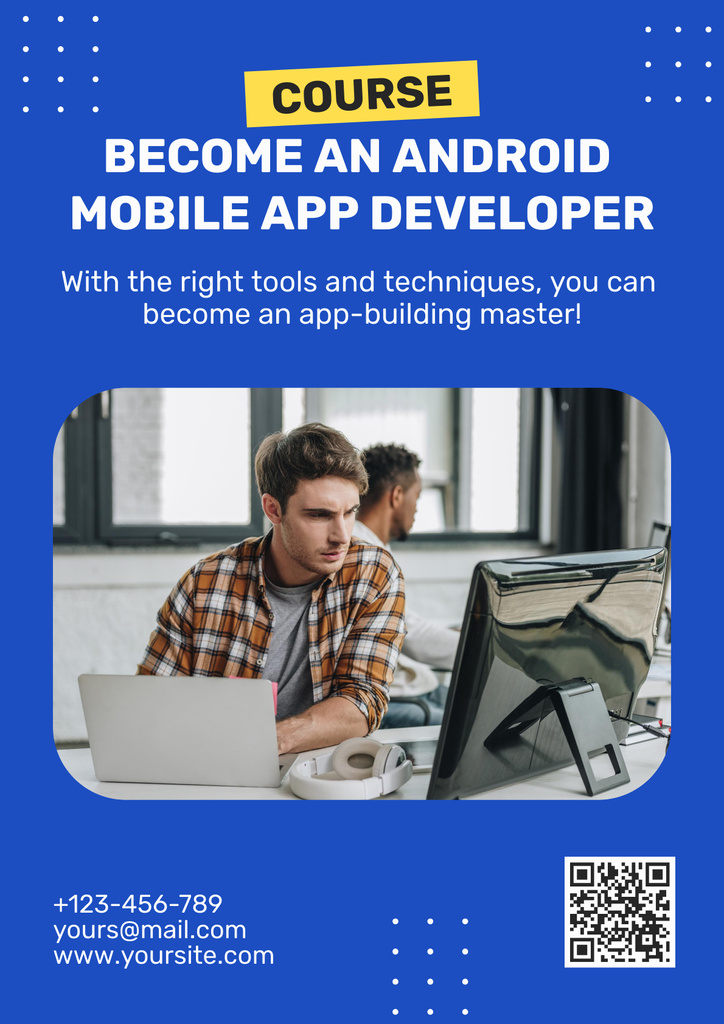 COURSE
BECOME AN ANDROID
MOBILE APP DEVELOPER
With the right tools and techniques, you can
become an app-building master!
+123-456-789
yours@mail.com
www.yoursite.com